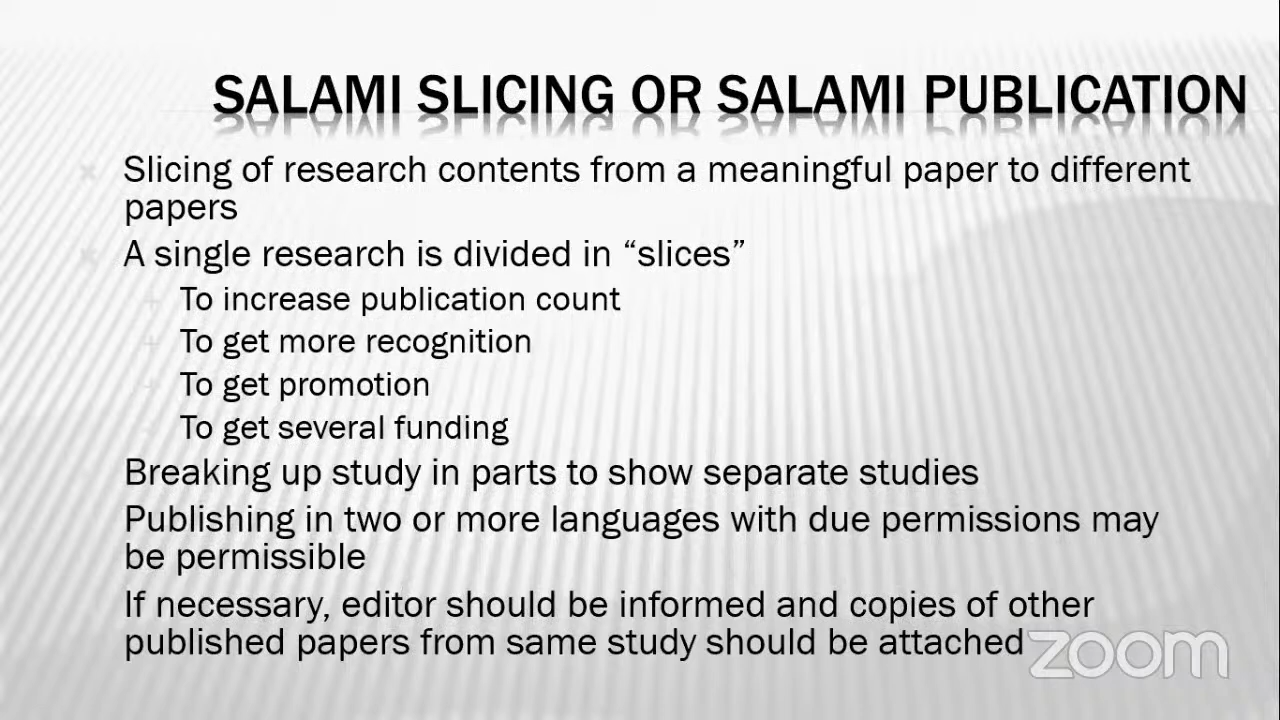 SALAMI SLICING OR SALAMI PUBLICATION
Slicing of research contents from a meaningful paper to different
papers
A single research is divided in “slices”
To increase publication count
To get more recognition
To get promotion
To get several funding
Breaking up study in parts to show separate studies
Publishing in two or more languages with due permissions may
be permissible
If necessary, editor should be informed and copies of other
published papers from same study should be attached
zoom